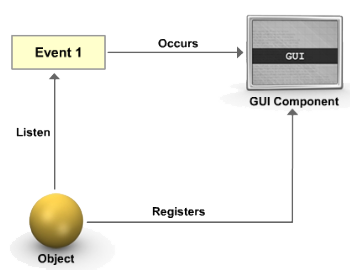 Occurs
Event 1
GUI
GUI Component
Listen
Registers
Object